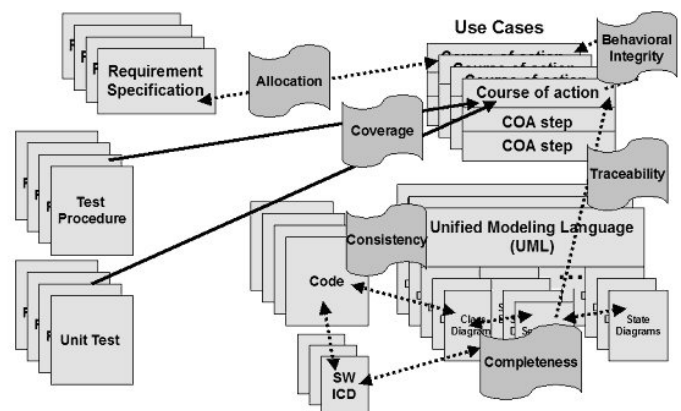 Use Cases
Behavioral
Integrity
Requirement
Specification
Allocation
Course of action
Course of action
Course of action
Course of action
COA step
COA step
Coverage
Traceability
Test
Procedure
Consistency
Unified Modeling Language
(UML)
Code
Unit Test
Class
Diagram
State
Diagrams
Completeness
SW
ICD